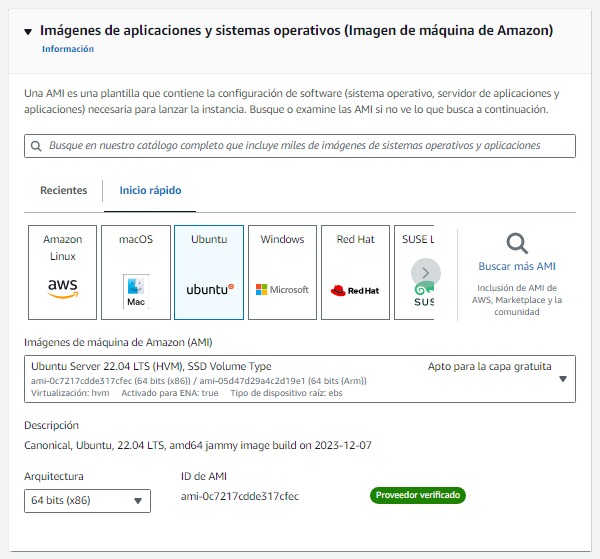 Imágenes de aplicaciones y sistemas operativos (Imagen de máquina de Amazon)
Información
Una AMI es una plantilla que contiene la configuración de software (sistema operativo, servidor de aplicaciones y
aplicaciones) necesaria para lanzar la instancia. Busque o examine las AMI si no ve lo que busca a continuación.
Busque en nuestro catálogo completo que incluye miles de imágenes de sistemas operativos y aplicaciones
Recientes
Inicio rápido
Amazon
Linux
aws
macOS
Mac
Ubuntu
ubuntu
Windows
Microsoft
Red Hat
Red Hat
SUSE L
SUS
Buscar más AMI
Inclusión de AMI de
AWS, Marketplace y la
comunidad
Imágenes de máquina de Amazon (AMI)
Ubuntu Server 22.04 LTS (HVM), SSD Volume Type
Apto para la capa gratuita
ami-0c7217cdde317cfec (64 bits (x86)) / ami-05d47d29a4c2d19e1 (64 bits (Arm))
Virtualización: hvm Activado para ENA: true Tipo de dispositivo raíz: ebs
Descripción
Canonical, Ubuntu, 22.04 LTS, amd64 jammy image build on 2023-12-07
Arquitectura
64 bits (x86)
ID de AMI
ami-0c7217cdde317cfec
Proveedor verificado